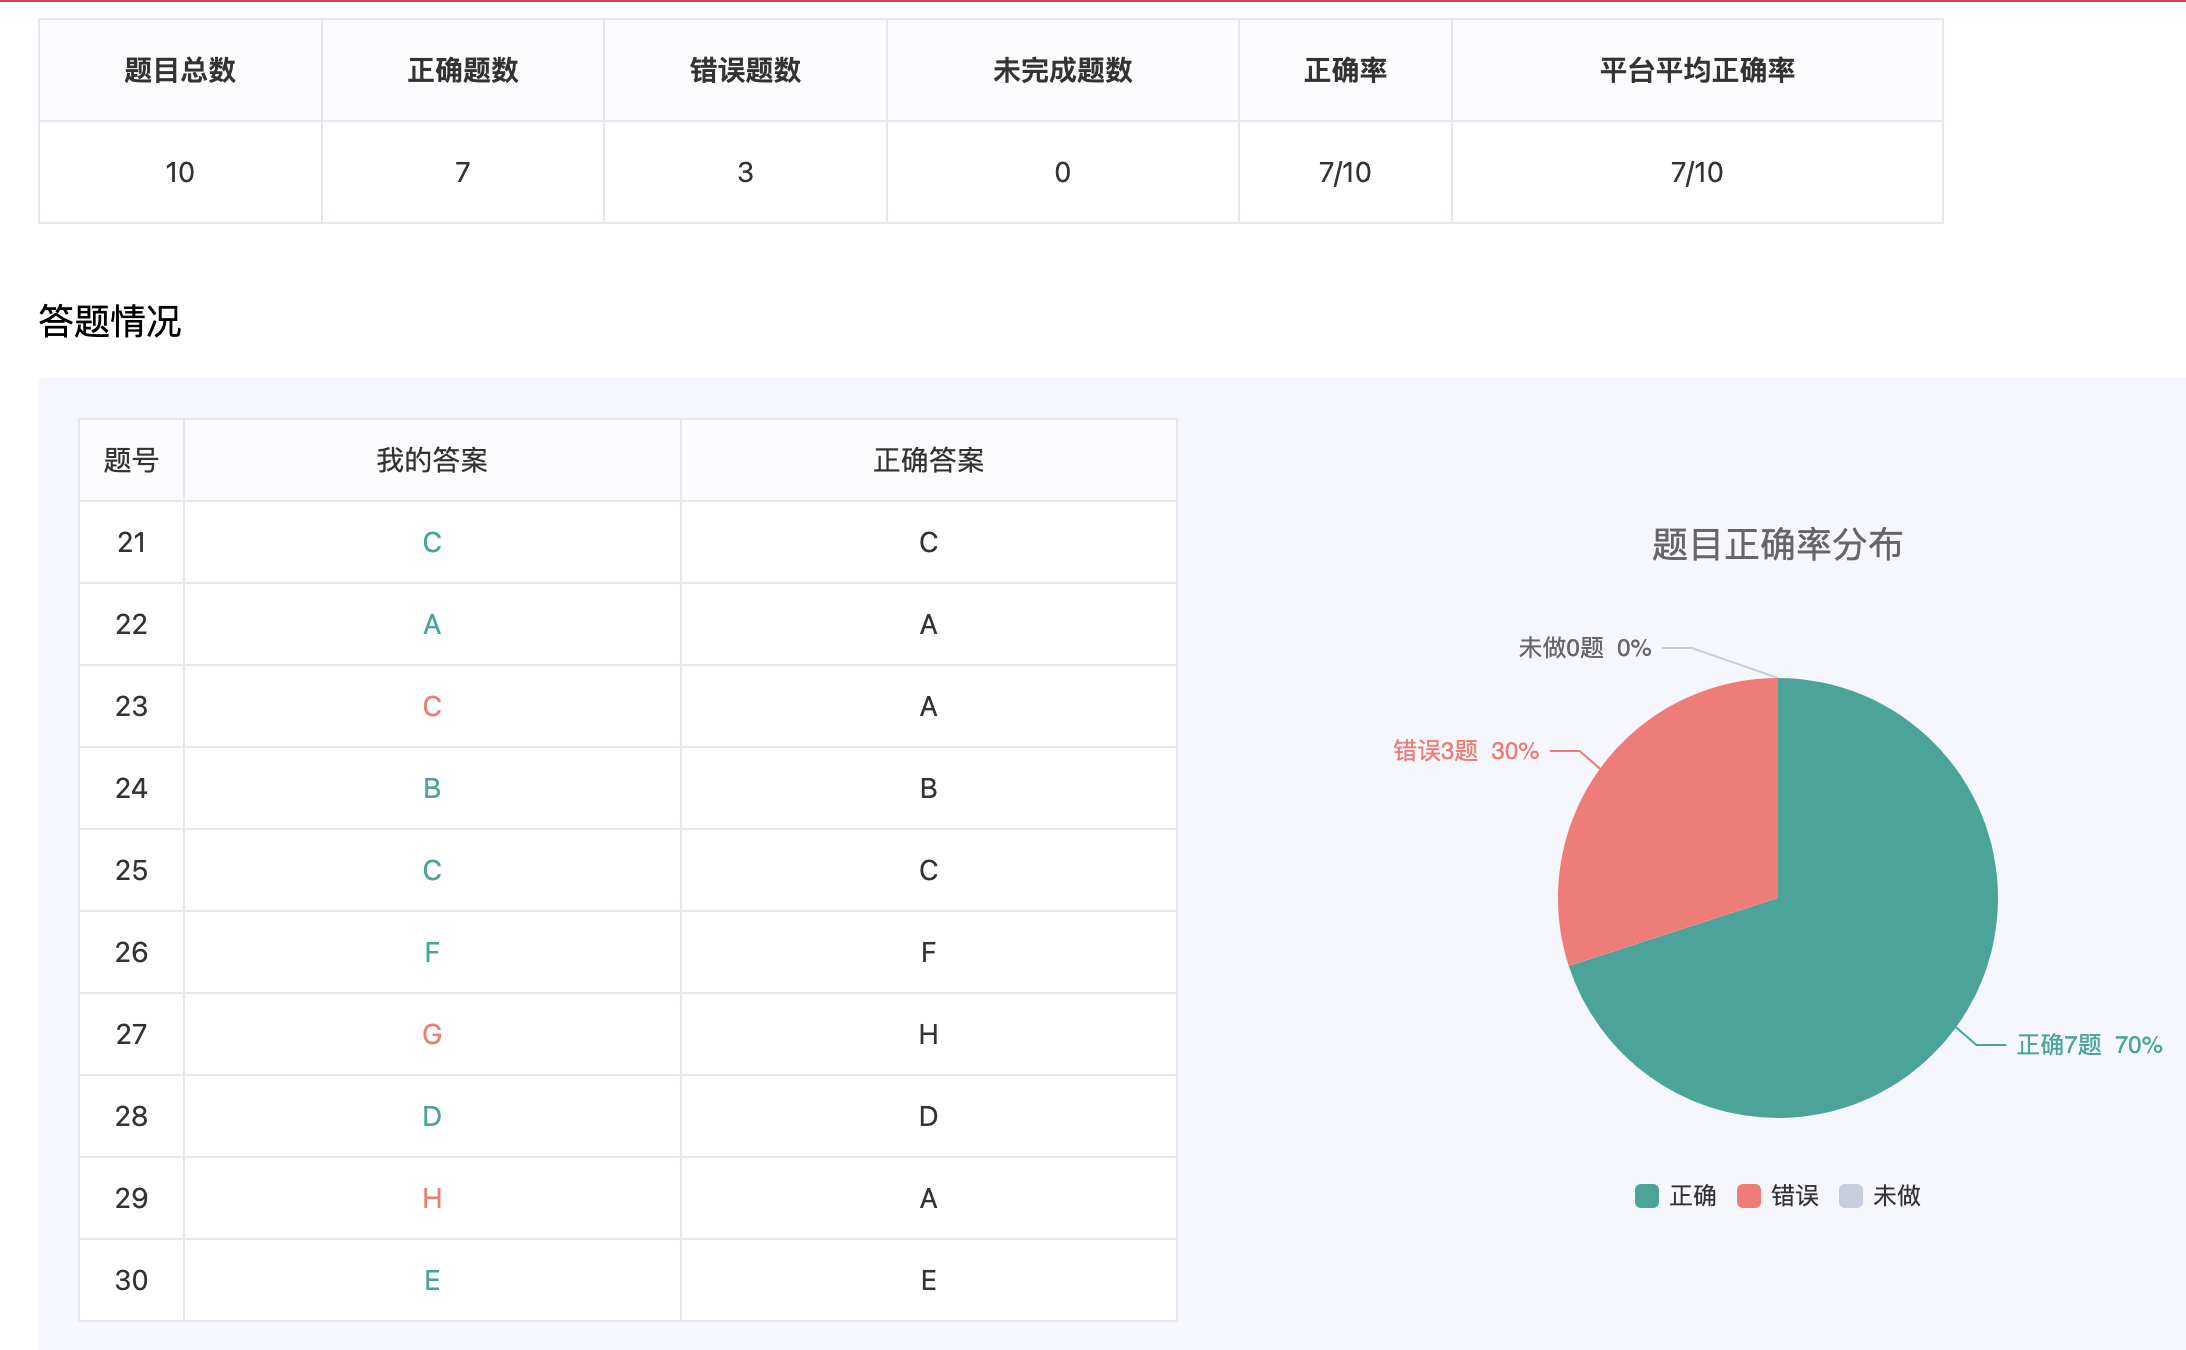 题目总数 正确题数 错误题数 未完成题数 正确率 平台平均正确率
10 7 3 0 7/10 7/10
答题情况
题号 我的答案 正确答案
21 C C
22 A A
23 C A
24 B B
25 C C
26 F F
27 G H
28 D D
29 H A
30 E E
题目正确率分布
未做0题 0%
错误3题 30%
正确7题 70%
正确 错误 未做